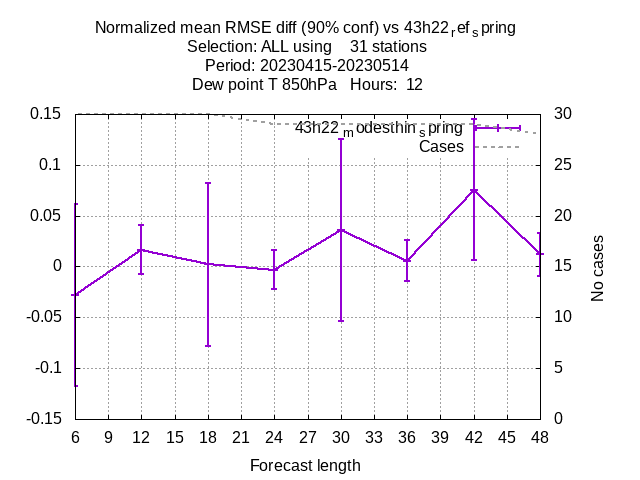 Normalized mean RMSE diff (90% conf) vs 43h22refspring
Selection: ALL using 31 stations
Period: 20230415-20230514
Dew point T 850hPa Hours: 12
43h22modesthinspring
Cases
0.15
0.1
0.05
0
-0.05
-0.1
-0.15
30
25
20
15
10
5
0
No cases
6 9 12 15 18 21 24 27 30 33 36 39 42 45 48
Forecast length